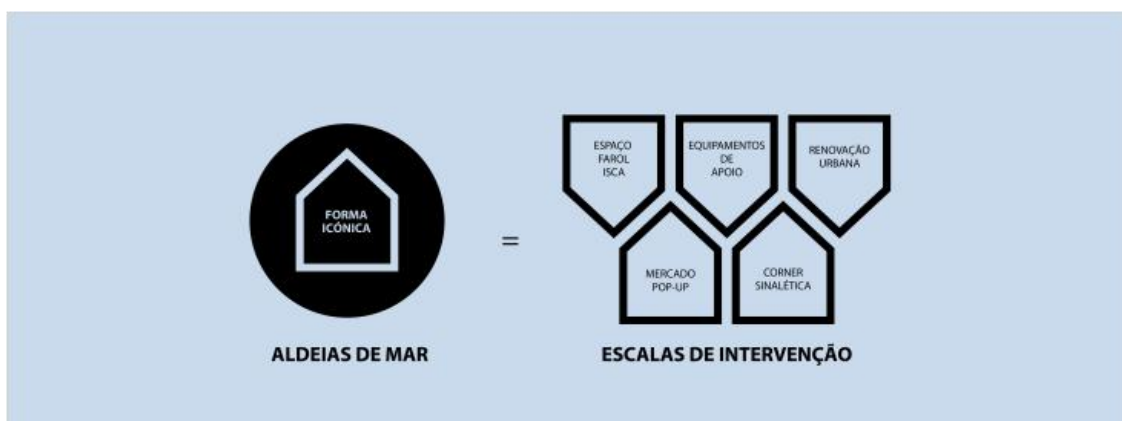 FORMA
ICÓNICA
ALDEIAS DE MAR
=
ESPAÇO
FAROL
ISCA
EQUIPAMENTOS
DE
APOIO
RENOVAÇÃO
URBANA
MERCADO
POP-UP
CORNER
SINALÉTICA
ESCALAS DE INTERVENÇÃO